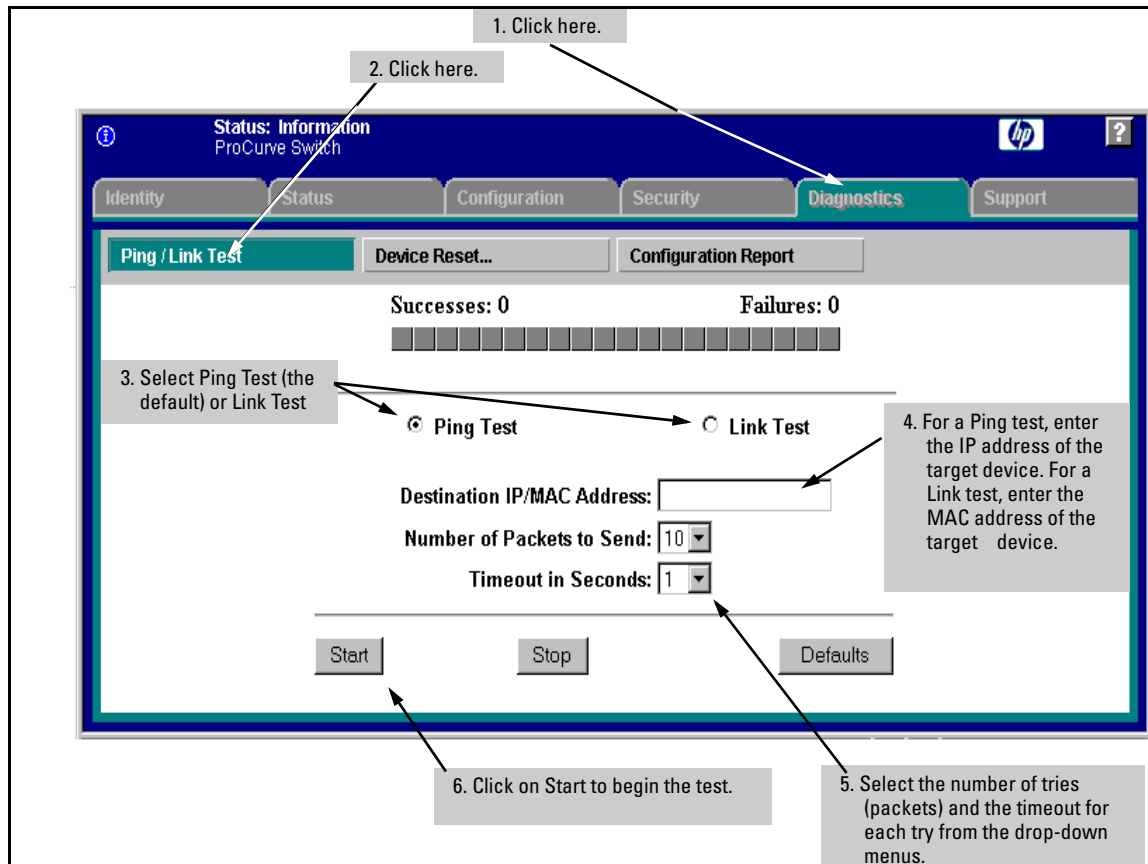 1. Click here.
2. Click here.
Status: Information
ProCurve Switch
hp
?
Identity
Status
Configuration
Security
Diagnostics
Support
Ping / Link Test
Device Reset...
Configuration Report
Successes: 0
Failures: 0
3. Select Ping Test (the
default) or Link Test
Ping Test
Link Test
4. For a Ping test, enter
the IP address of the
target device. For a
Link test, enter the
MAC address of the
target device.
Destination IP/MAC Address:
Number of Packets to Send: 10
Timeout in Seconds: 1
Start
Stop
Defaults
6. Click on Start to begin the test.
5. Select the number of tries
(packets) and the timeout for
each try from the drop-down
menus.